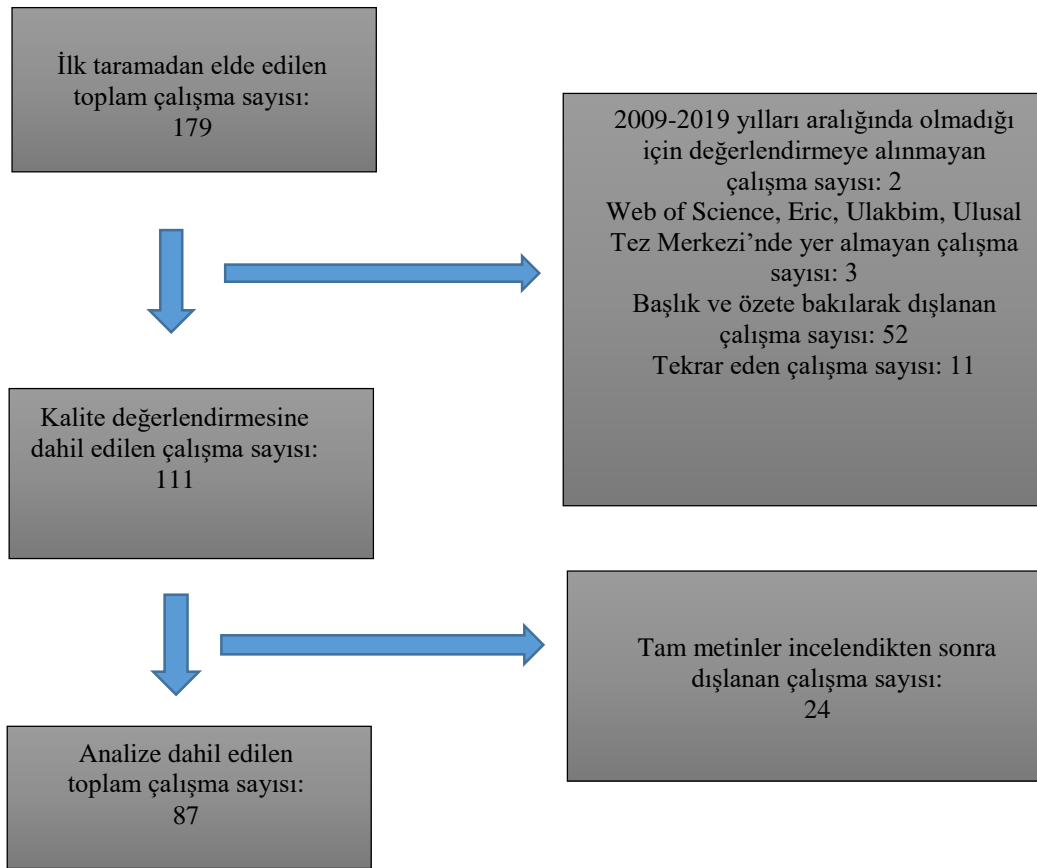 İlk taramadan elde edilen
toplam çalışma sayısı:
179
2009-2019 yılları aralığında olmadığı
için değerlendirmeye alınmayan
çalışma sayısı: 2
Web of Science, Eric, Ulakbim, Ulusal
Tez Merkezi’nde yer almayan çalışma
sayısı: 3
Başlık ve özete bakılarak dışlanan
çalışma sayısı: 52
Tekrar eden çalışma sayısı: 11
Kalite değerlendirmesine
dahil edilen çalışma sayısı:
111
Tam metinler incelendikten sonra
dışlanan çalışma sayısı:
24
Analize dahil edilen
toplam çalışma sayısı:
87